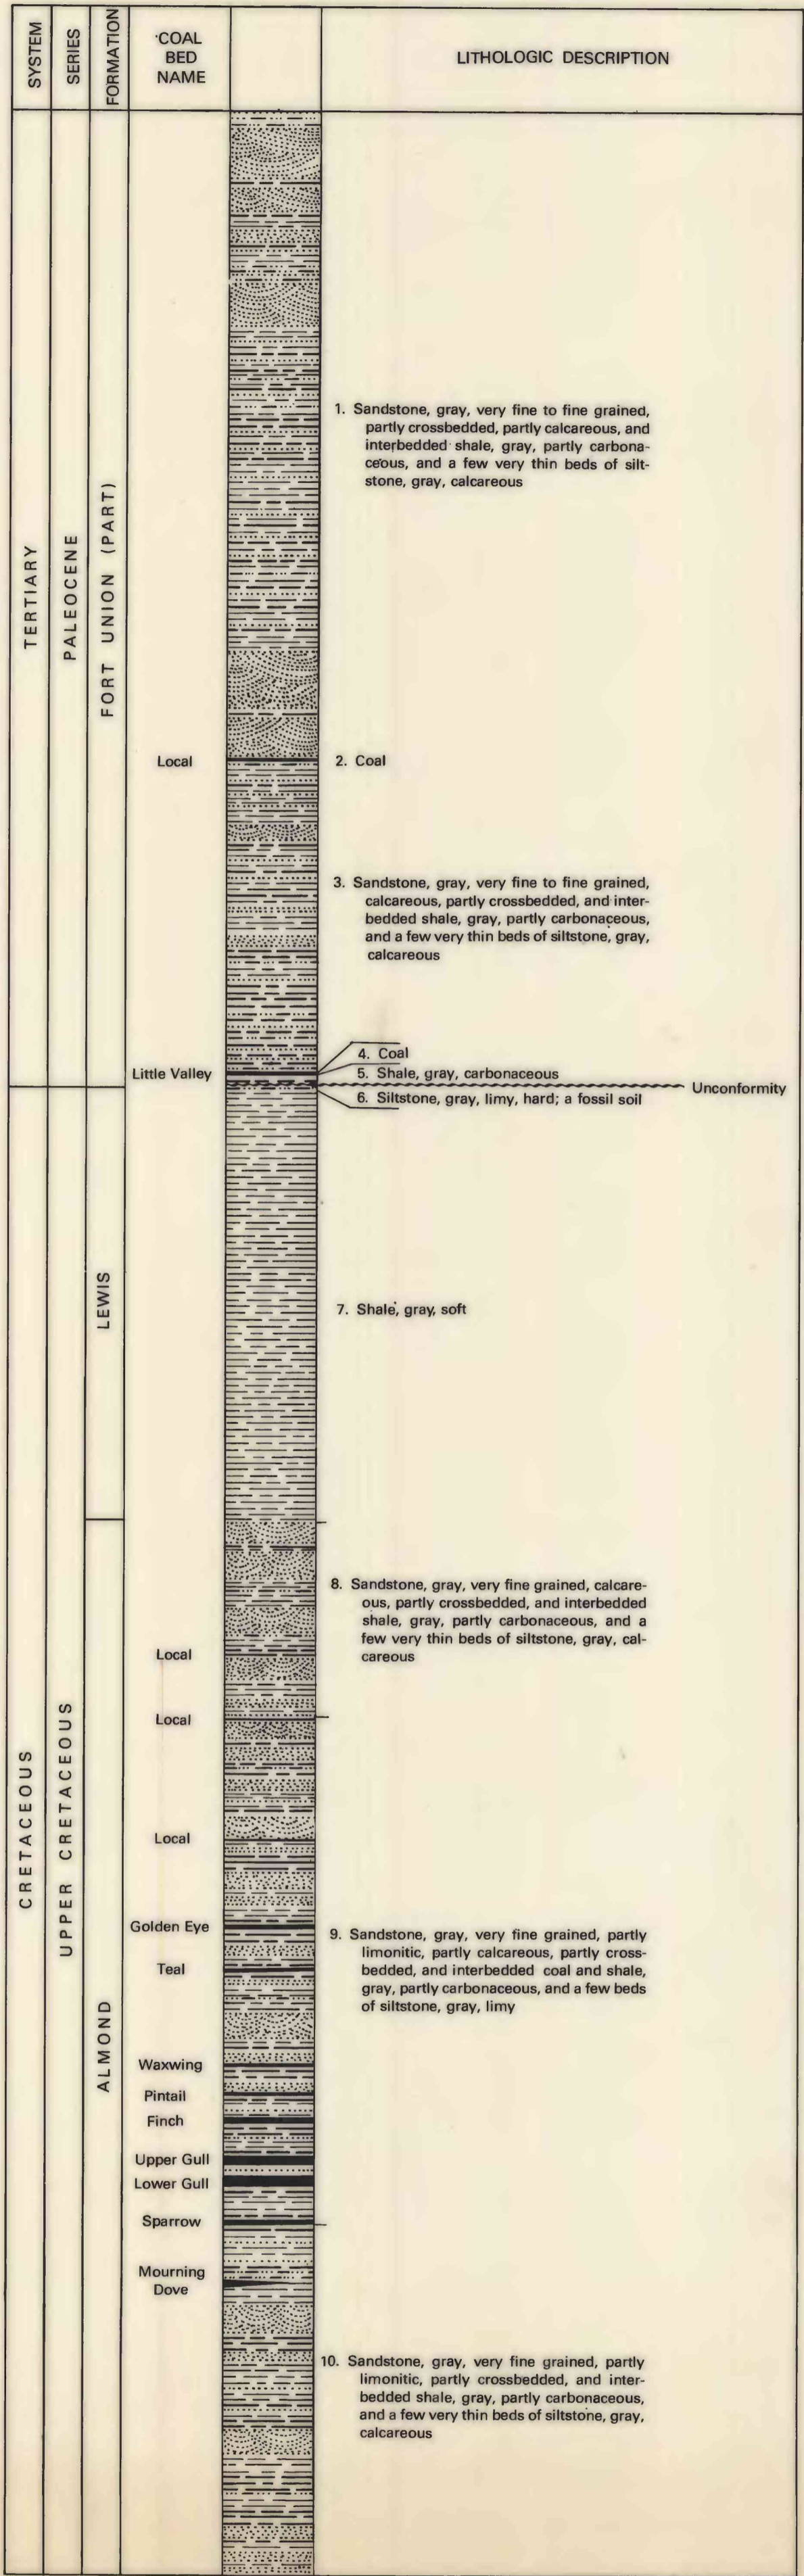 SYSTEM
SERIES
FORMATION
COAL
BED
NAME
LITHOLOGIC DESCRIPTION
TERTIARY
PALEOCENE
FORT UNION (PART)
1. Sandstone, gray, very fine to fine grained,
partly crossbedded, partly calcareous, and
interbedded shale, gray, partly carbona-
ceous, and a few very thin beds of silt-
stone, gray, calcareous
Local
2. Coal
3. Sandstone, gray, very fine to fine grained,
calcareous, partly crossbedded, and inter-
bedded shale, gray, partly carbonaceous,
and a few very thin beds of siltstone, gray,
calcareous
4. Coal
Little Valley
5. Shale, gray, carbonaceous
Unconformity
6. Siltstone, gray, limy, hard; a fossil soil
CRETACEOUS
UPPER CRETACEOUS
LEWIS
7. Shale, gray, soft
ALMOND
8. Sandstone, gray, very fine grained, calcare-
ous, partly crossbedded, and interbedded
shale, gray, partly carbonaceous, and a
few very thin beds of siltstone, gray, cal-
careous
Local
Local
Local
Golden Eye
9. Sandstone, gray, very fine grained, partly
limonitic, partly calcareous, partly cross-
bedded, and interbedded coal and shale,
gray, partly carbonaceous, and a few beds
of siltstone, gray, limy
Teal
Waxwing
Pintail
Finch
Upper Gull
Lower Gull
Sparrow
Mourning
Dove
10. Sandstone, gray, very fine grained, partly
limonitic, partly crossbedded, and inter-
bedded shale, gray, partly carbonaceous,
and a few very thin beds of siltstone, gray,
calcareous